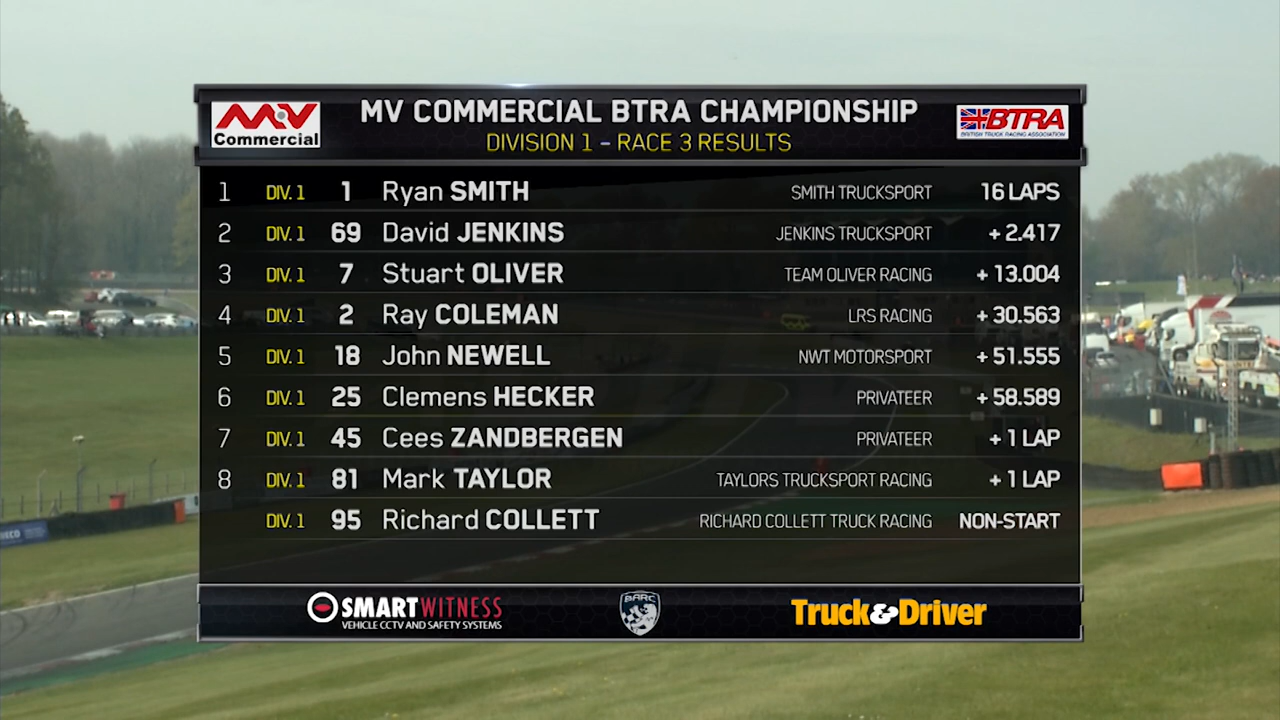 MV Commercial
MV COMMERCIAL BTRA CHAMPIONSHIP
DIVISION 1 - RACE 3 RESULTS
BTRA
BRITISH TRUCK RACING ASSOCIATION
1 DIV. 1 1 Ryan SMITH SMITH TRUCKSPORT 16 LAPS
2 DIV. 1 69 David JENKINS JENKINS TRUCKSPORT + 2.417
3 DIV. 1 7 Stuart OLIVER TEAM OLIVER RACING + 13.004
4 DIV. 1 2 Ray COLEMAN LRS RACING + 30.563
5 DIV. 1 18 John NEWELL NWT MOTORSPORT + 51.555
6 DIV. 1 25 Clemens HECKER PRIVATEER + 58.589
7 DIV. 1 45 Cees ZANDBERGEN PRIVATEER + 1 LAP
8 DIV. 1 81 Mark TAYLOR TAYLORS TRUCKSPORT RACING + 1 LAP
DIV. 1 95 Richard COLLETT RICHARD COLLETT TRUCK RACING NON-START
SMARTWITNESS
VEHICLE CCTV AND SAFETY SYSTEMS
BARC
Truck&Driver